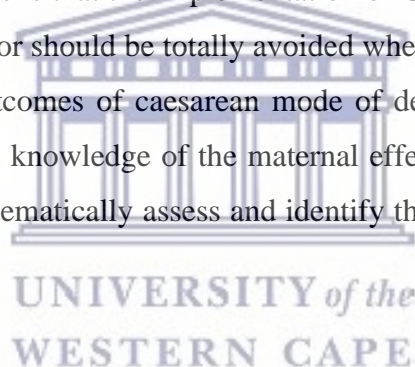 or should be totally avoided whe
tcomes of caesarean mode of de
knowledge of the maternal effe
ematically assess and identify th
UNIVERSITY of the
WESTERN CAPE